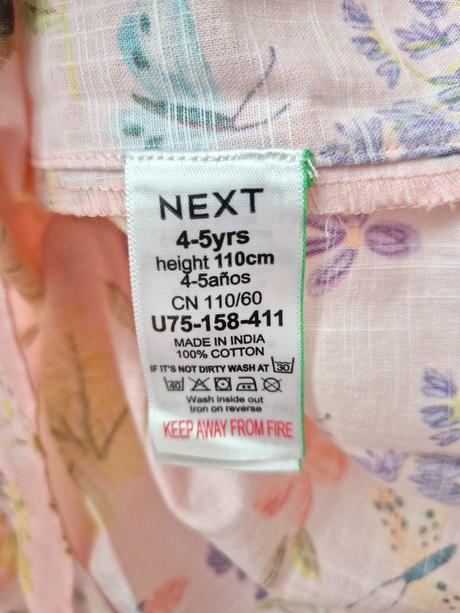 NEXT
4-5yrs
height 110cm
4-5años
CN 110/60
U75-158-411
MADE IN INDIA
100% COTTON
IF IT'S NOT DIRTY WASH AT 30
40
Wash inside out
Iron on reverse
KEEP AWAY FROM FIRE